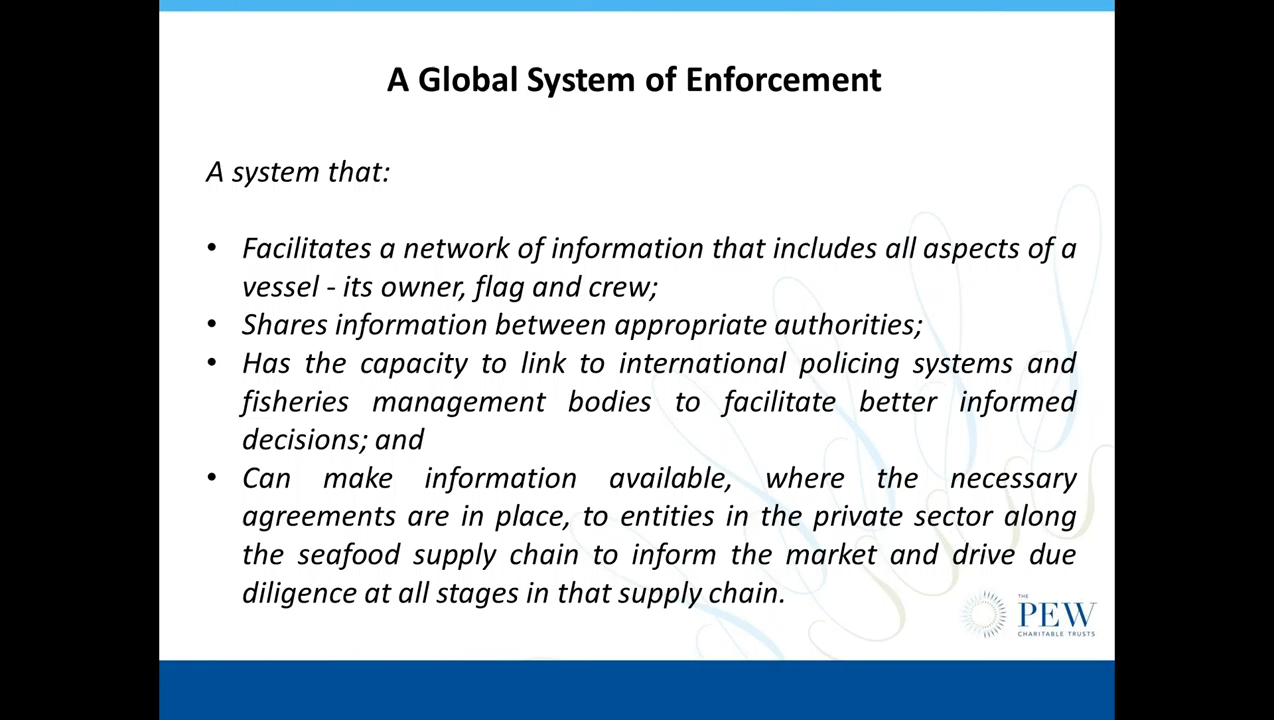 A Global System of Enforcement
A system that:
• Facilitates a network of information that includes all aspects of a
vessel - its owner, flag and crew;
• Shares information between appropriate authorities;
• Has the capacity to link to international policing systems and
fisheries management bodies to facilitate better informed
decisions; and
• Can make information available, where the necessary
agreements are in place, to entities in the private sector along
the seafood supply chain to inform the market and drive due
diligence at all stages in that supply chain.
THE
PEW
CHARITABLE TRUSTS